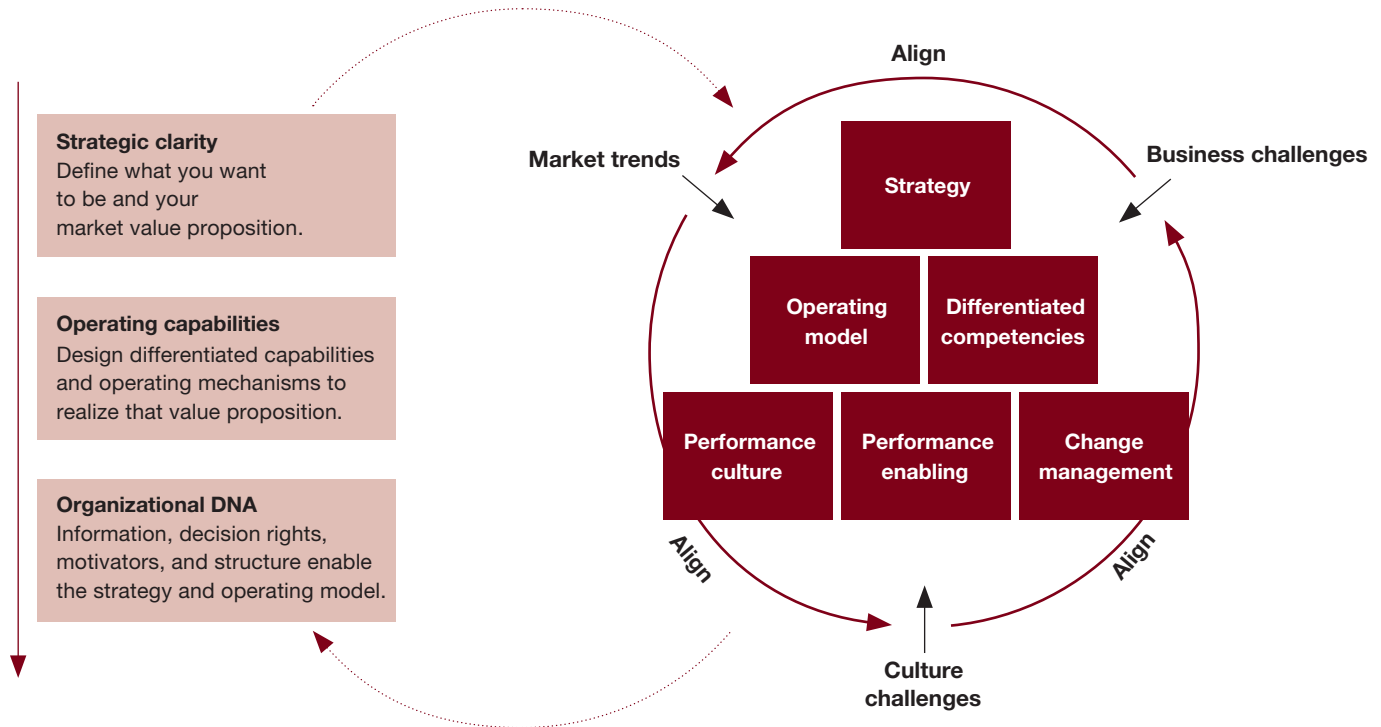 Strategic clarity
Define what you want
to be and your
market value proposition.
Operating capabilities
Design differentiated capabilities
and operating mechanisms to
realize that value proposition.
Organizational DNA
Information, decision rights,
motivators, and structure enable
the strategy and operating model.
Align
Market trends
Business challenges
Strategy
Operating
model
Differentiated
competencies
Performance
culture
Performance
enabling
Change
management
Align
Align
Culture
challenges